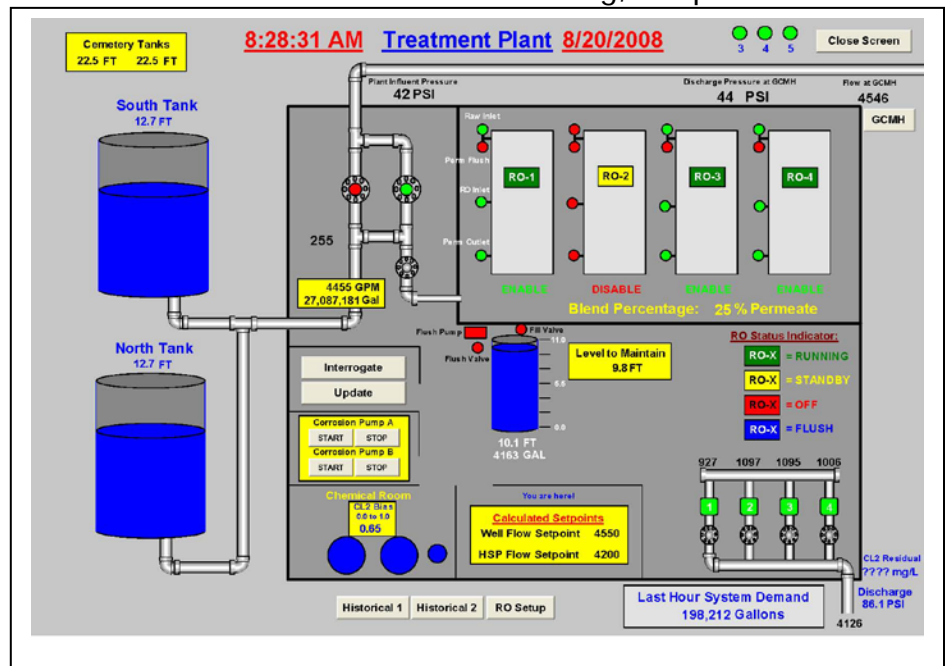 Cemetery Tanks
22.5 FT 22.5 FT
8:28:31 AM Treatment Plant 8/20/2008
3 4 5
Close Screen
Plant Influent Pressure
42 PSI
Discharge Pressure at GCMH
44 PSI
Flow at GCMH
4546
GCMH
South Tank
12.7 FT
Raw Inlet
Perm Flush
RO Inlet
Perm Outlet
RO-1 RO-2 RO-3 RO-4
ENABLE DISABLE ENABLE ENABLE
Blend Percentage: 25 % Permeate
255
4455 GPM
27,087,181 Gal
North Tank
12.7 FT
Interrogate
Update
Flush Pump
Fill Valve
Flush Valve
11.0
5.5
0.0
10.1 FT
4163 GAL
Level to Maintain
9.8 FT
RO Status Indicator:
RO-X = RUNNING
RO-X = STANDBY
RO-X = OFF
RO-X = FLUSH
Corrosion Pump A
START STOP
Corrosion Pump B
START STOP
Chemical Room
CL2 Bias
0.0 to 1.0
0.65
You are here!
Calculated Setpoints
Well Flow Setpoint 4550
HSP Flow Setpoint 4200
927 1097 1095 1006
1 2 3 4
CL2 Residual
???? mg/L
Discharge
86.1 PSI
4126
Historical 1 Historical 2 RO Setup
Last Hour System Demand
198,212 Gallons